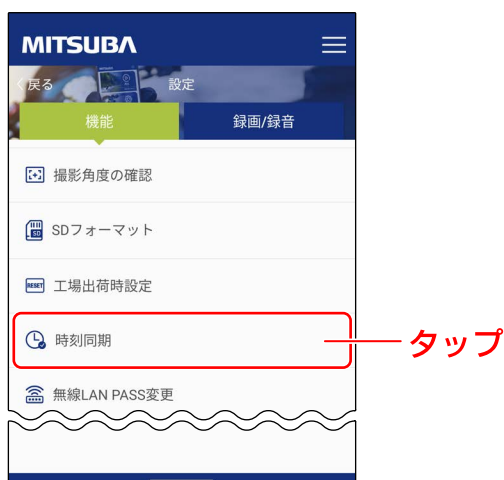 MITSUBA
戻る
設定
機能
録画/録音
撮影角度の確認
SD
SDフォーマット
RESET
工場出荷時設定
時刻同期
タップ
無線LAN PASS変更